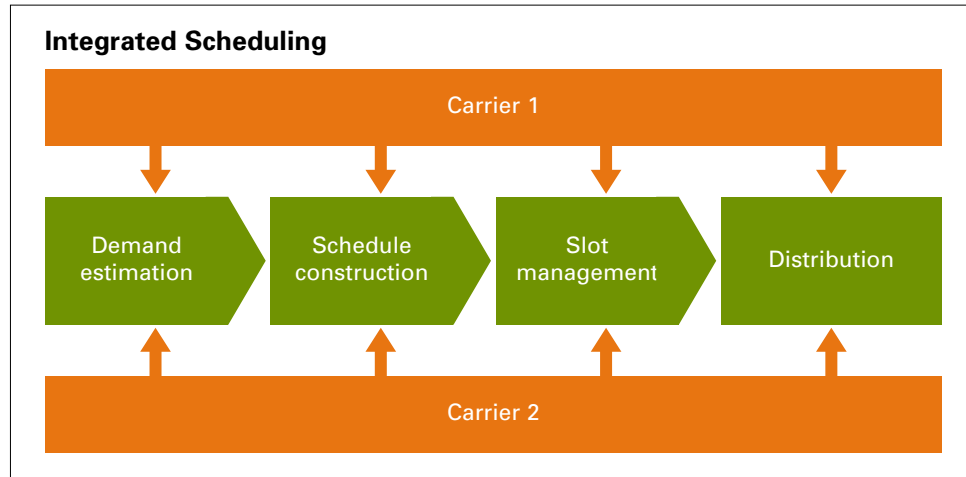 Integrated Scheduling
Carrier 1
Demand
estimation
Schedule
construction
Slot
management
Distribution
Carrier 2